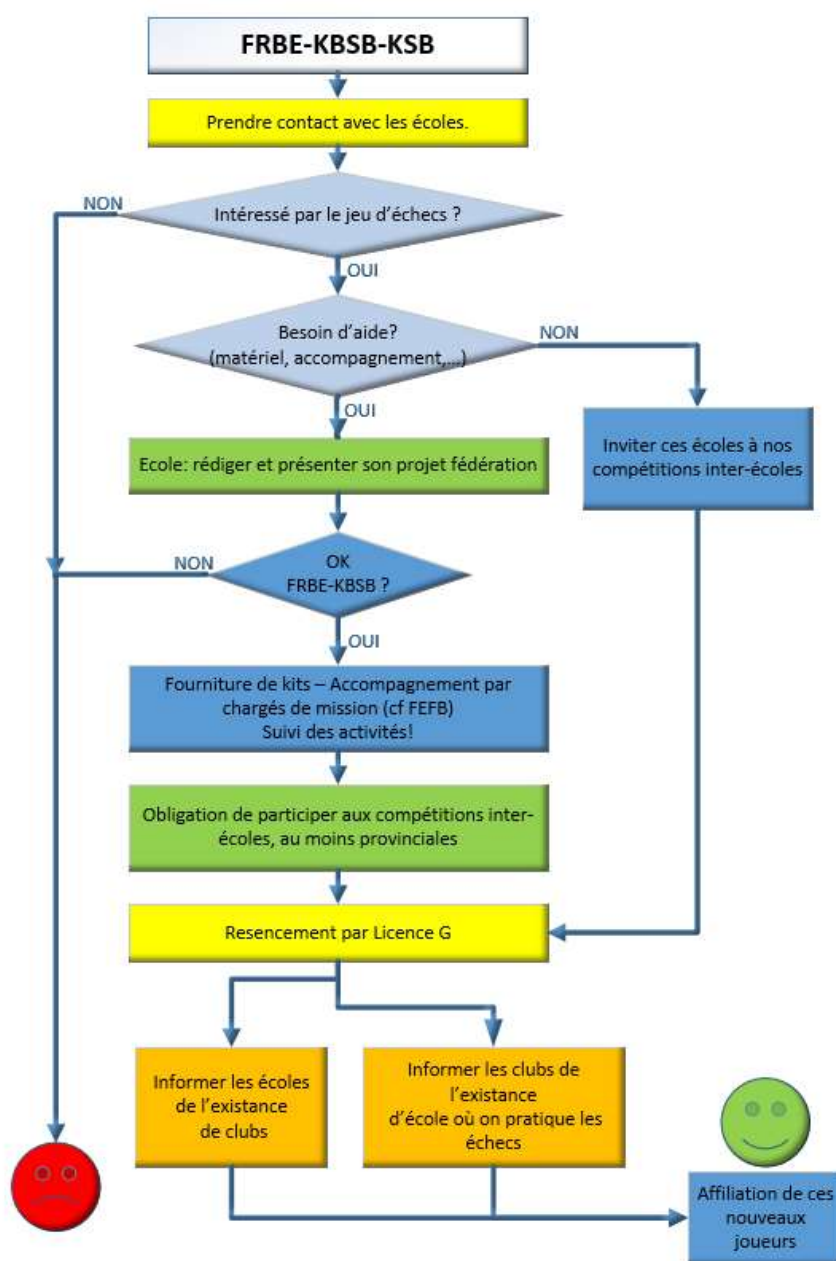 FRBE-KBSB-KSB
Prendre contact avec les écoles.
NON
Intéressé par le jeu d'échecs ?
OUI
Besoin d'aide?
(matériel, accompagnement,...)
NON
OUI
Ecole: rédiger et présenter son projet fédération
Inviter ces écoles à nos
compétitions inter-écoles
NON
OK
FRBE-KBSB ?
OUI
Fourniture de kits – Accompagnement par
chargés de mission (cf FEFB)
Suivi des activités!
Obligation de participer aux compétitions inter-
écoles, au moins provinciales
Resencement par Licence G
Informer les écoles
de l'existance
de clubs
Informer les clubs de
l'existance
d'école où on pratique les
échecs
Affiliation de ces
nouveaux
joueurs